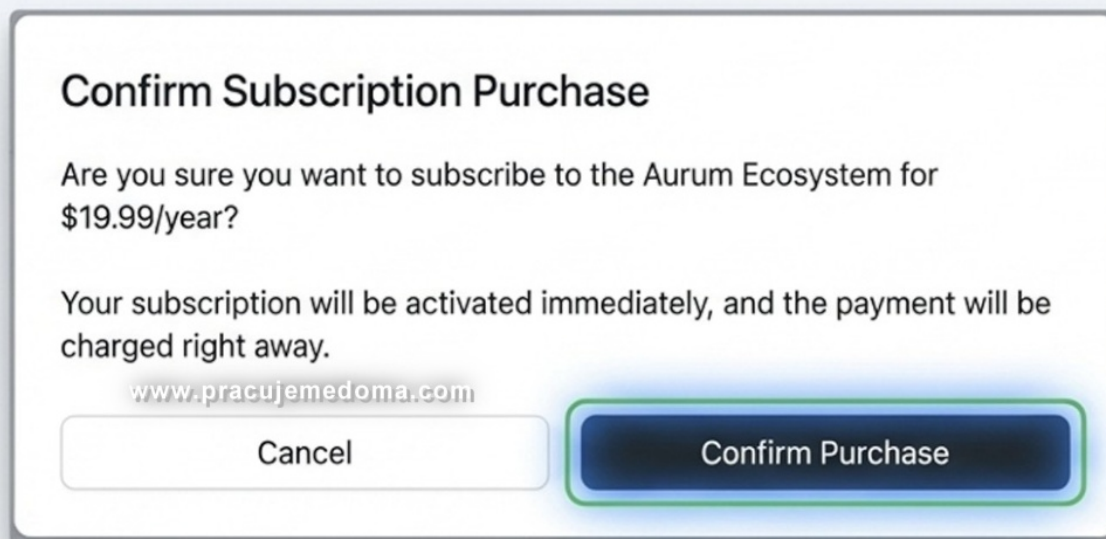 Confirm Subscription Purchase
Are you sure you want to subscribe to the Aurum Ecosystem for
$19.99/year?
Your subscription will be activated immediately, and the payment will be
charged right away.
www.pracujemedoma.com
Cancel
Confirm Purchase